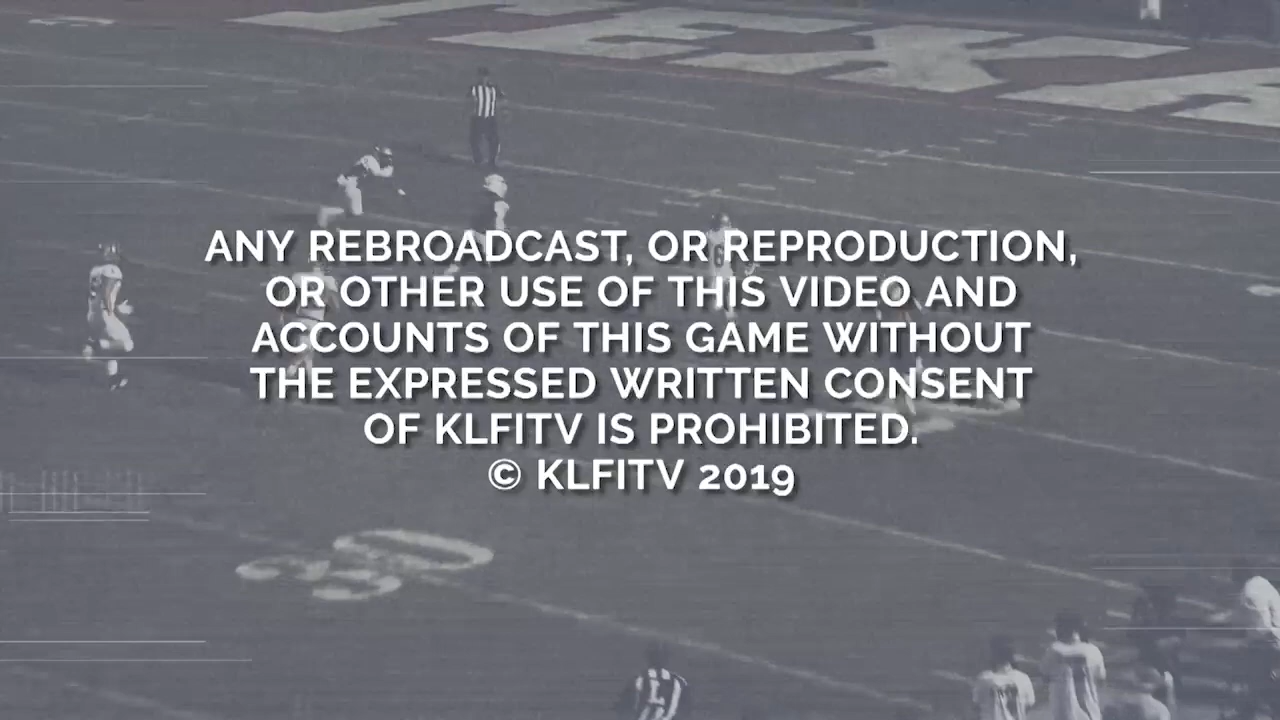 ANY REBROADCAST, OR REPRODUCTION,
OR OTHER USE OF THIS VIDEO AND
ACCOUNTS OF THIS GAME WITHOUT
THE EXPRESSED WRITTEN CONSENT
OF KLFITV IS PROHIBITED.
© KLFITV 2019
30
L